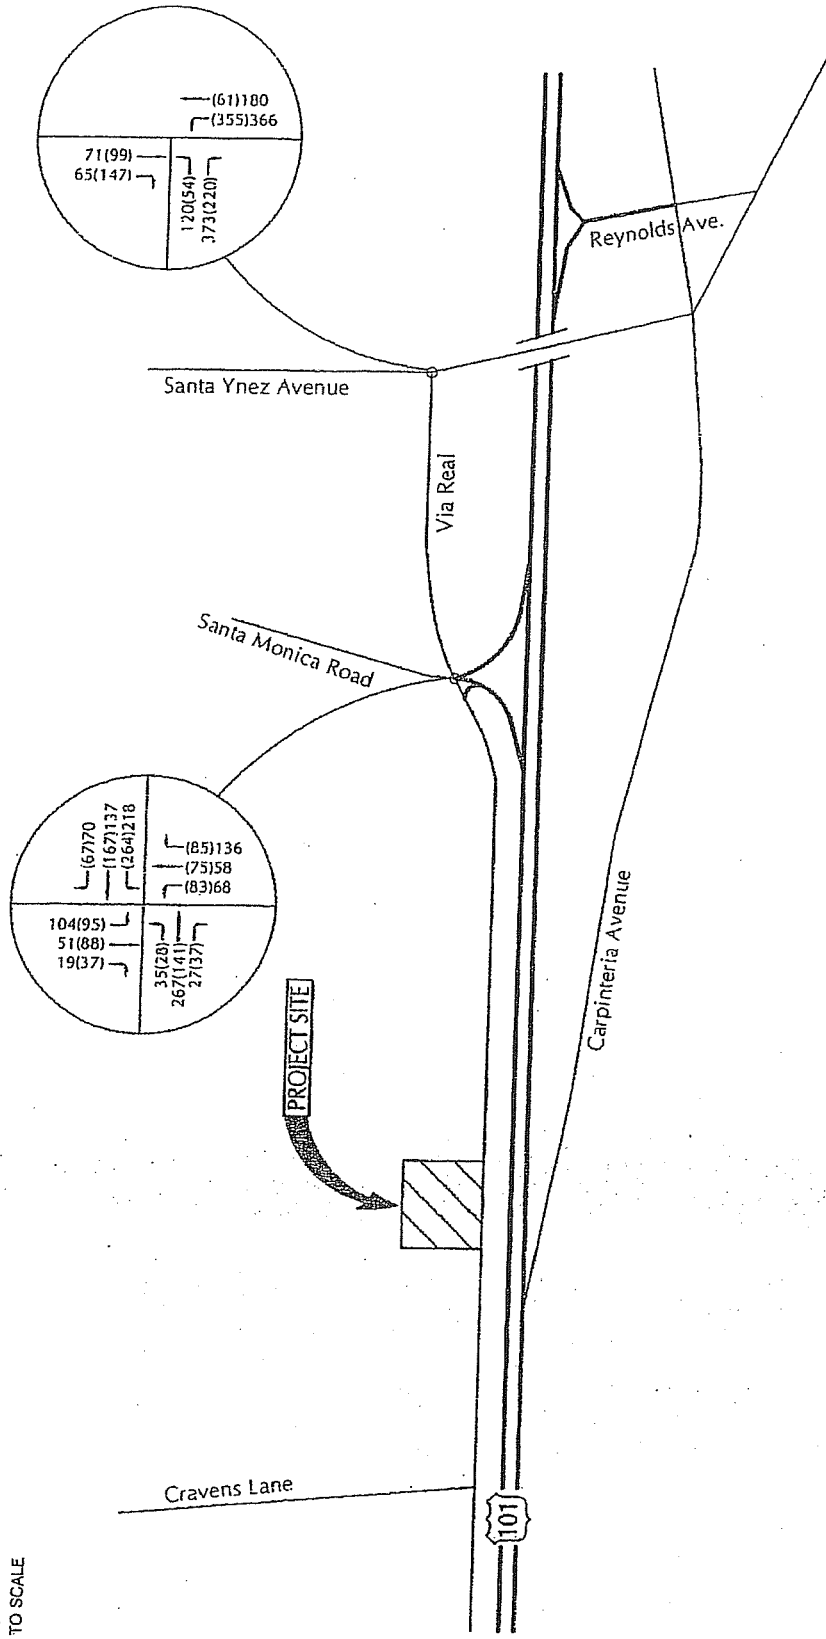 (61)180
(355)366
71(99)
65(147)
120(54)
373(220)
Reynolds Ave.
Santa Ynez Avenue
Via Real
Santa Monica Road
(67)70
(167)137
(264)218
(85)136
(75)58
(83)68
104(95)
51(88)
19(37)
35(28)
267(141)
27(37)
PROJECT SITE
Carpinteria Avenue
Cravens Lane
101
TO SCALE